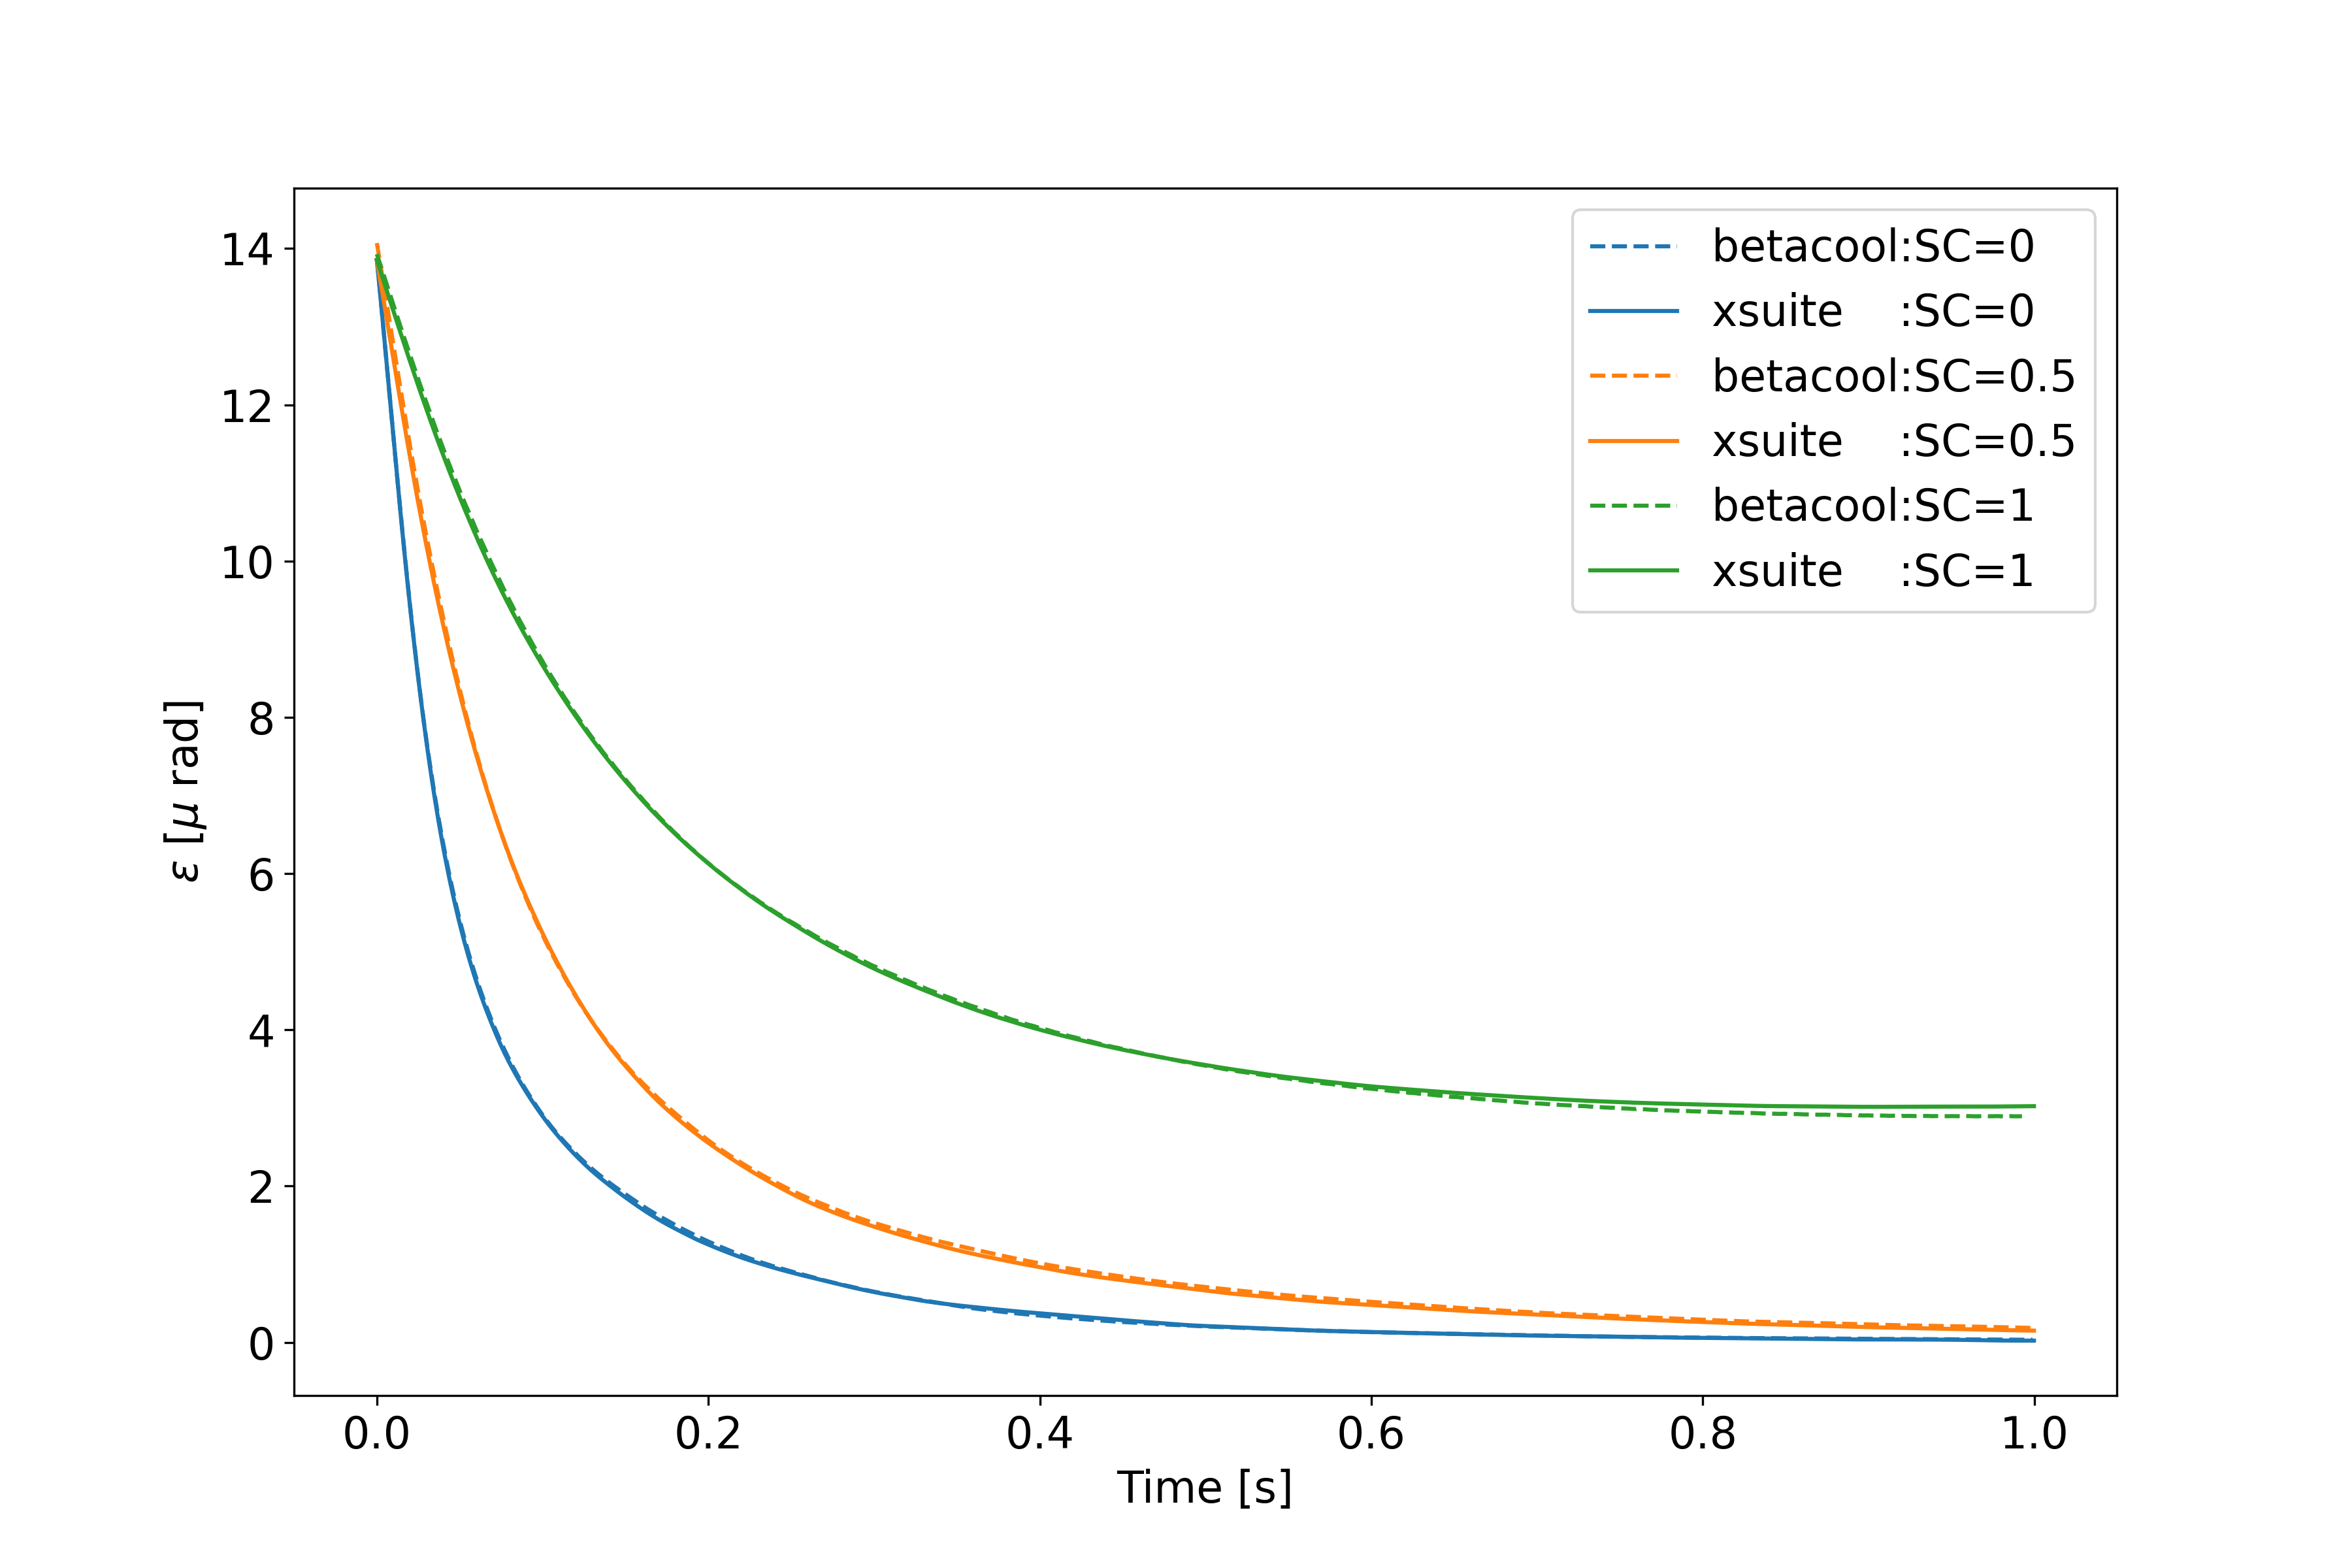 14
12
10
8
6
4
2
0
ε [μ rad]
betacool:SC=0
xsuite    :SC=0
betacool:SC=0.5
xsuite    :SC=0.5
betacool:SC=1
xsuite    :SC=1
0.0 0.2 0.4 0.6 0.8 1.0
Time [s]